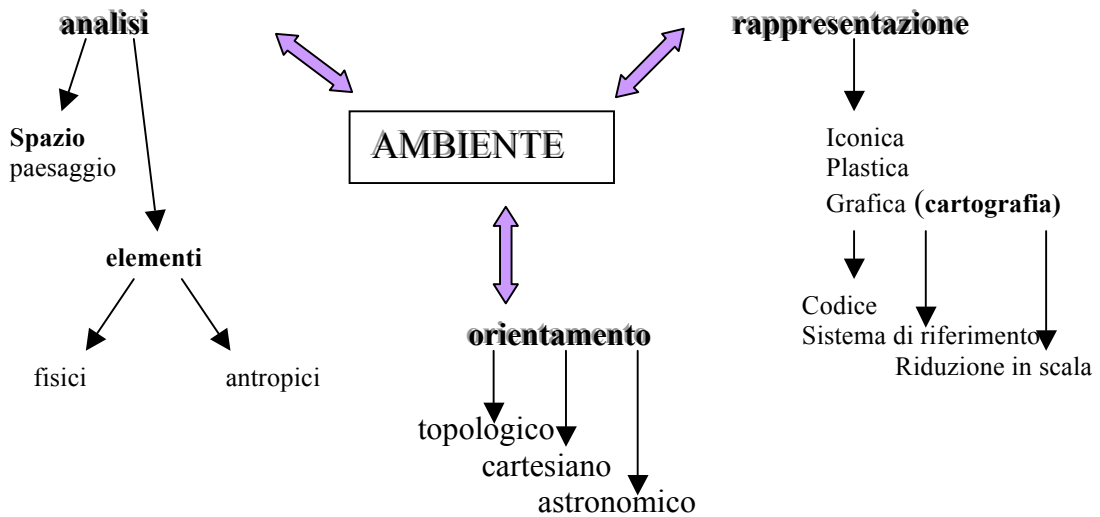 analisi
rappresentazione
AMBIENTE
Spazio
paesaggio
Iconica
Plastica
Grafica (cartografia)
elementi
Codice
Sistema di riferimento
Riduzione in scala
orientamento
fisici
antropici
topologico
cartesiano
astronomico